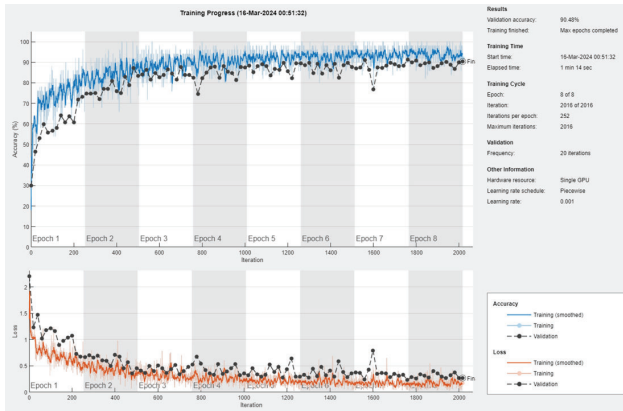 Training Progress (16-Mar-2024 00:51:32)
Accuracy (%)
100
90
80
70
60
50
40
30
20
10
0
Final
Epoch 1 Epoch 2 Epoch 3 Epoch 4 Epoch 5 Epoch 6 Epoch 7 Epoch 8
0 200 400 600 800 1000 1200 1400 1600 1800 2000
Iteration
Loss
2
1.5
1
0.5
0
Fin
Epoch 1 Epoch 2 Epoch 3 Epoch 4 Epoch 5 Epoch 6 Epoch 7 Epoch 8
0 200 400 600 800 1000 1200 1400 1600 1800 2000
Iteration
Results
Validation accuracy: 90.48%
Training finished: Max epochs completed
Training Time
Start time: 16-Mar-2024 00:51:32
Elapsed time: 1 min 14 sec
Training Cycle
Epoch: 8 of 8
Iteration: 2016 of 2016
Iterations per epoch: 252
Maximum iterations: 2016
Validation
Frequency: 20 iterations
Other Information
Hardware resource: Single GPU
Learning rate schedule: Piecewise
Learning rate: 0.001
Accuracy
Training (smoothed)
Training
Validation
Loss
Training (smoothed)
Training
Validation